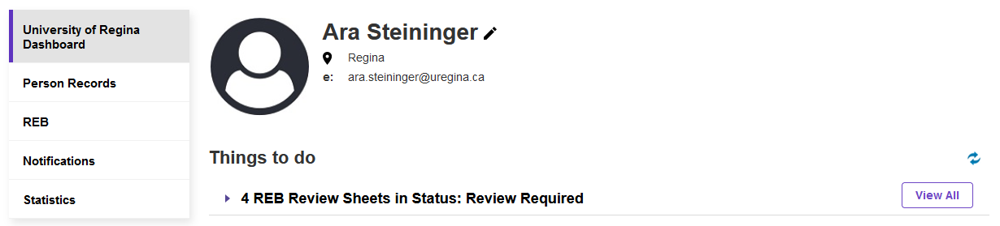 University of Regina
Dashboard
Person Records
REB
Notifications
Statistics
Ara Steininger
Regina
e: ara.steininger@uregina.ca
Things to do
4 REB Review Sheets in Status: Review Required
View All